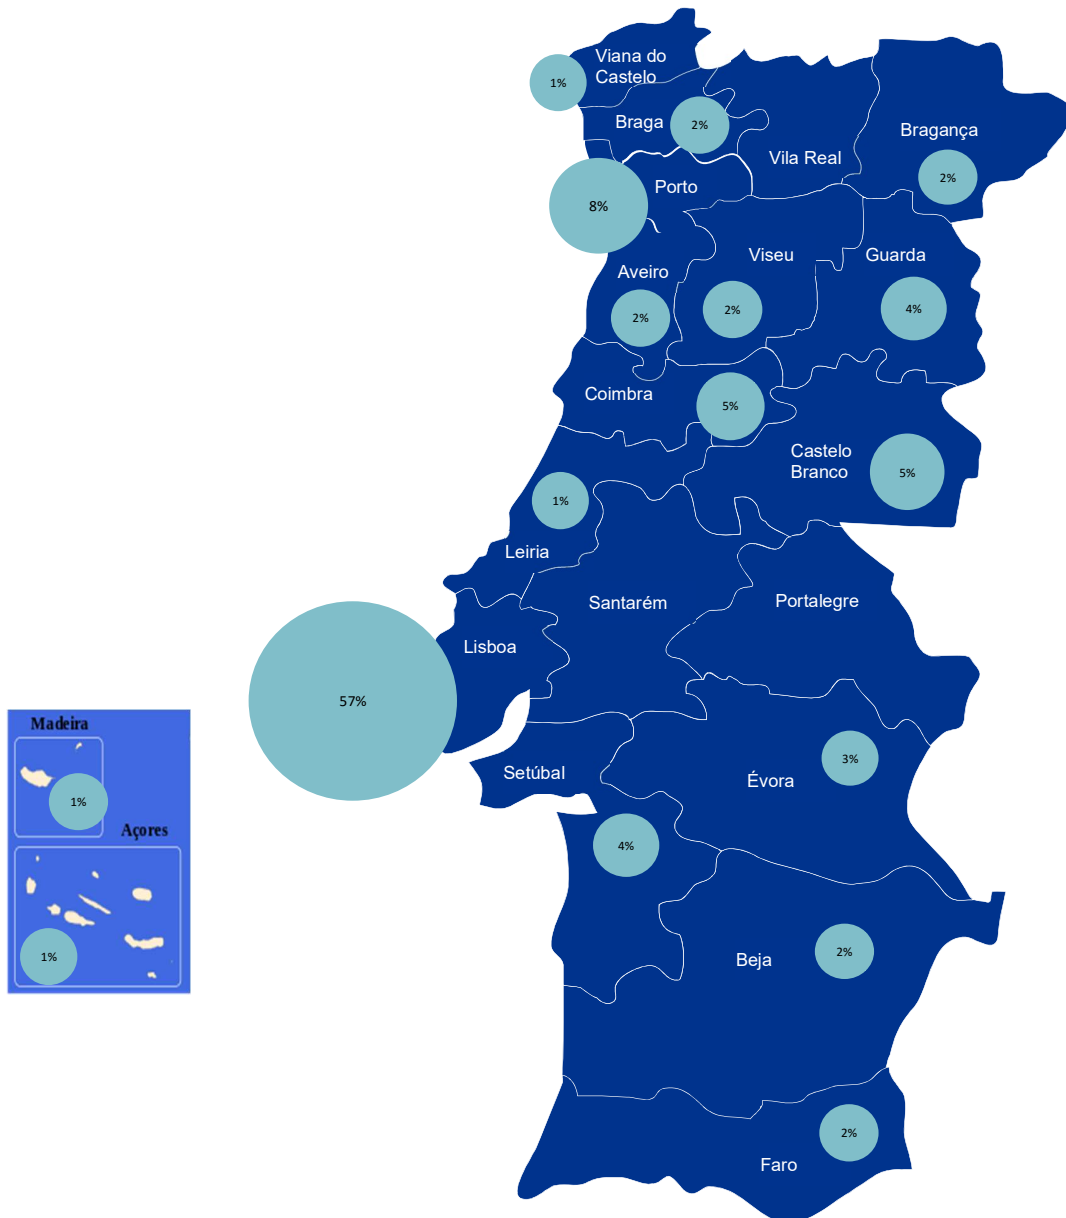 Viana do
Castelo
1%
Braga
2%
Bragança
Vila Real
2%
Porto
8%
Viseu
Guarda
Aveiro
2%
2%
4%
Coimbra
5%
Castelo
Branco
5%
1%
Leiria
Santarém
Portalegre
Lisboa
57%
Madeira
Setúbal
Évora
3%
1%
Açores
4%
1%
Beja
2%
2%
Faro